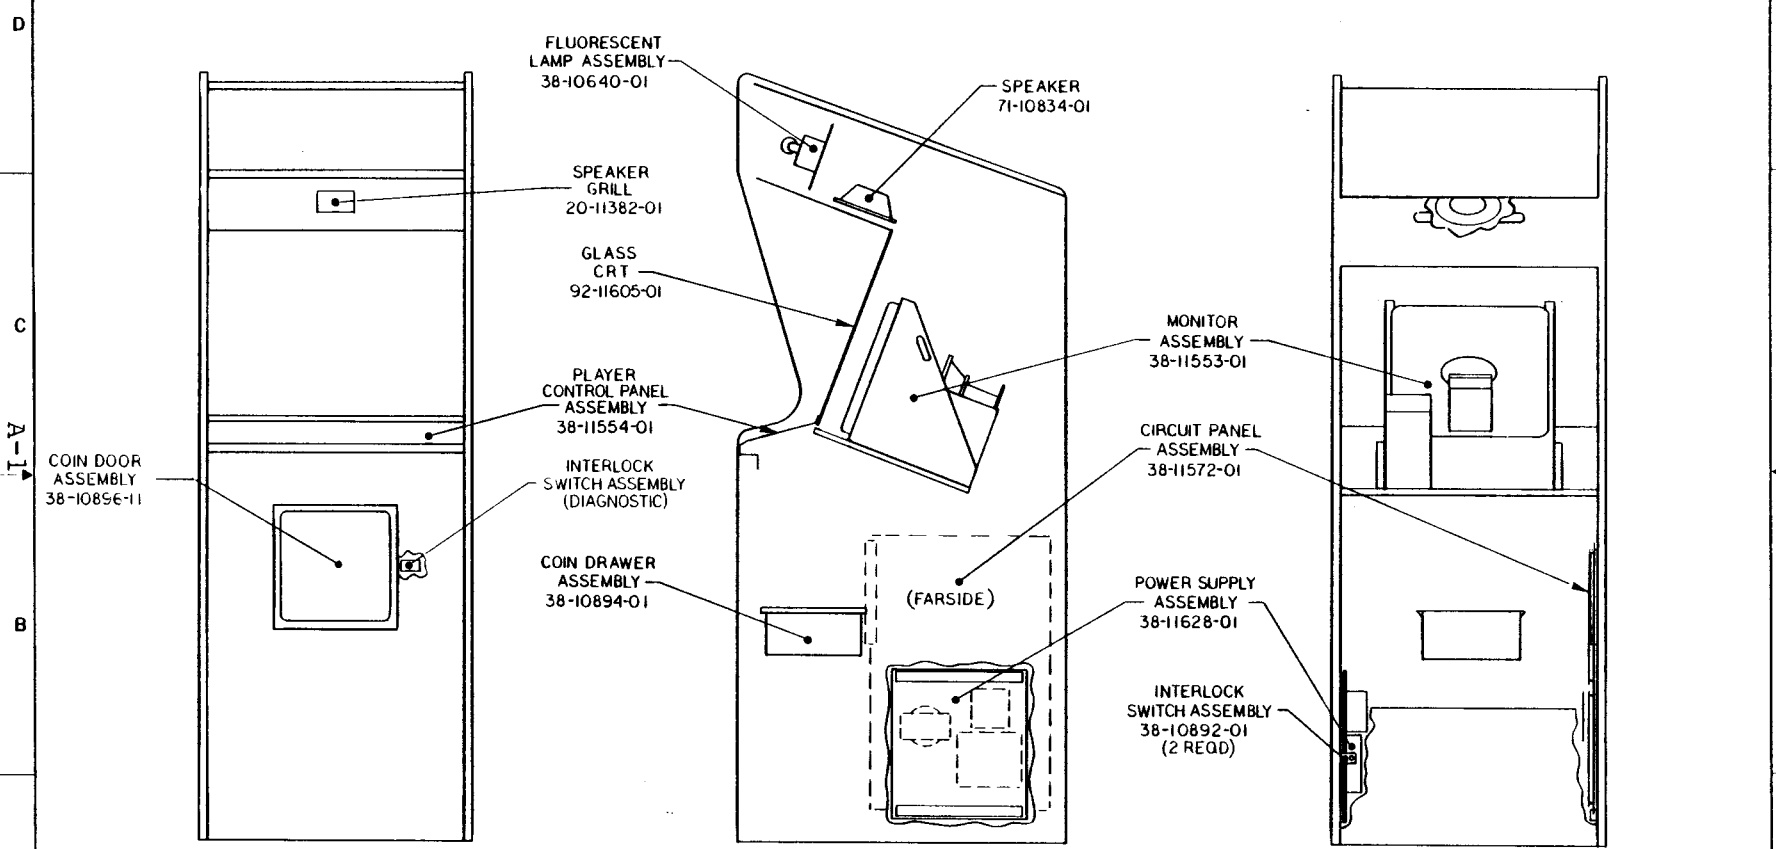 D
FLUORESCENT
LAMP ASSEMBLY
38-10640-01
SPEAKER
71-10834-01
SPEAKER
GRILL
20-11382-01
GLASS
CRT
92-11605-01
C
MONITOR
ASSEMBLY
38-11553-01
PLAYER
CONTROL PANEL
ASSEMBLY
38-11554-01
A-1
CIRCUIT PANEL
ASSEMBLY
38-11572-01
COIN DOOR
ASSEMBLY
38-10896-11
INTERLOCK
SWITCH ASSEMBLY
(DIAGNOSTIC)
COIN DRAWER
ASSEMBLY
38-10894-01
(FARSIDE)
POWER SUPPLY
ASSEMBLY
38-11628-01
B
INTERLOCK
SWITCH ASSEMBLY
38-10892-01
(2 REQD)